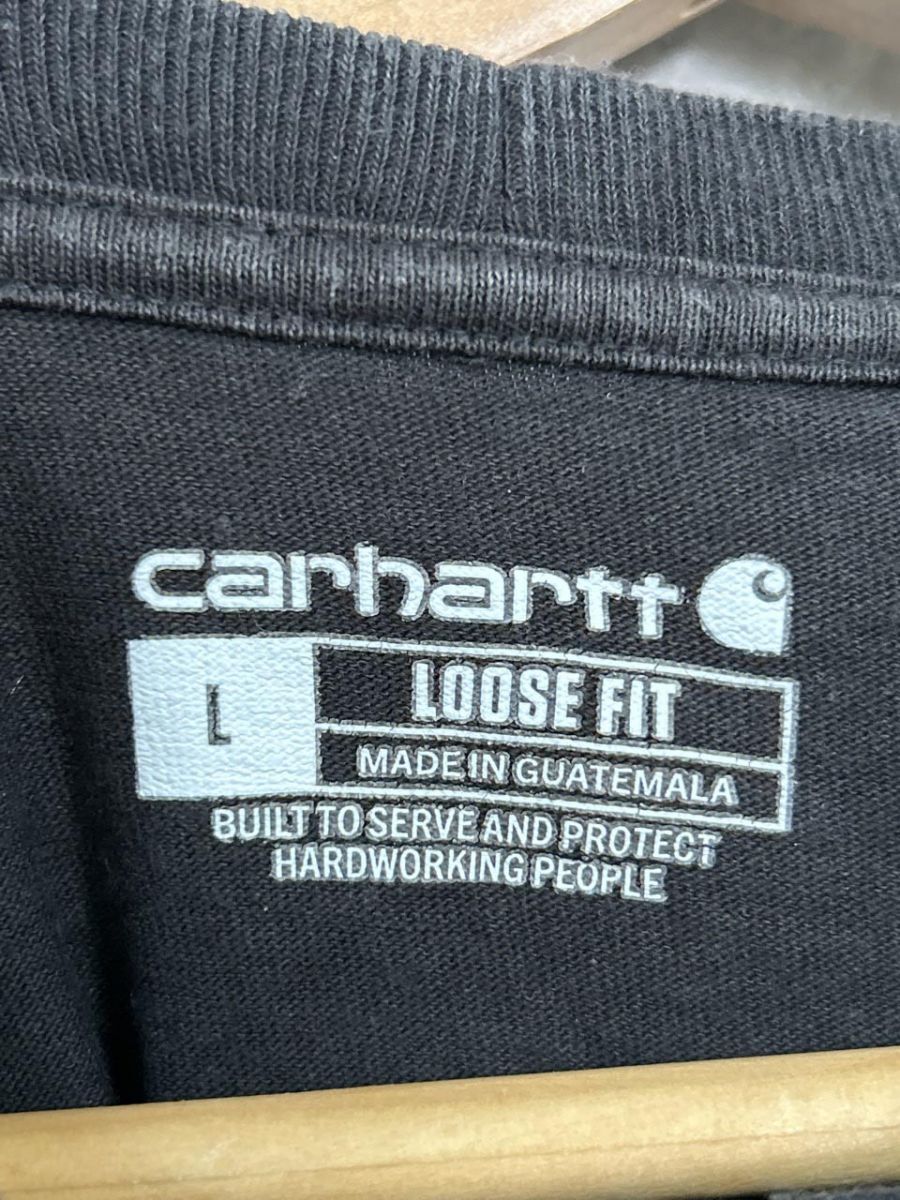 carhartt
L
LOOSE FIT
MADE IN GUATEMALA
BUILT TO SERVE AND PROTECT
HARDWORKING PEOPLE